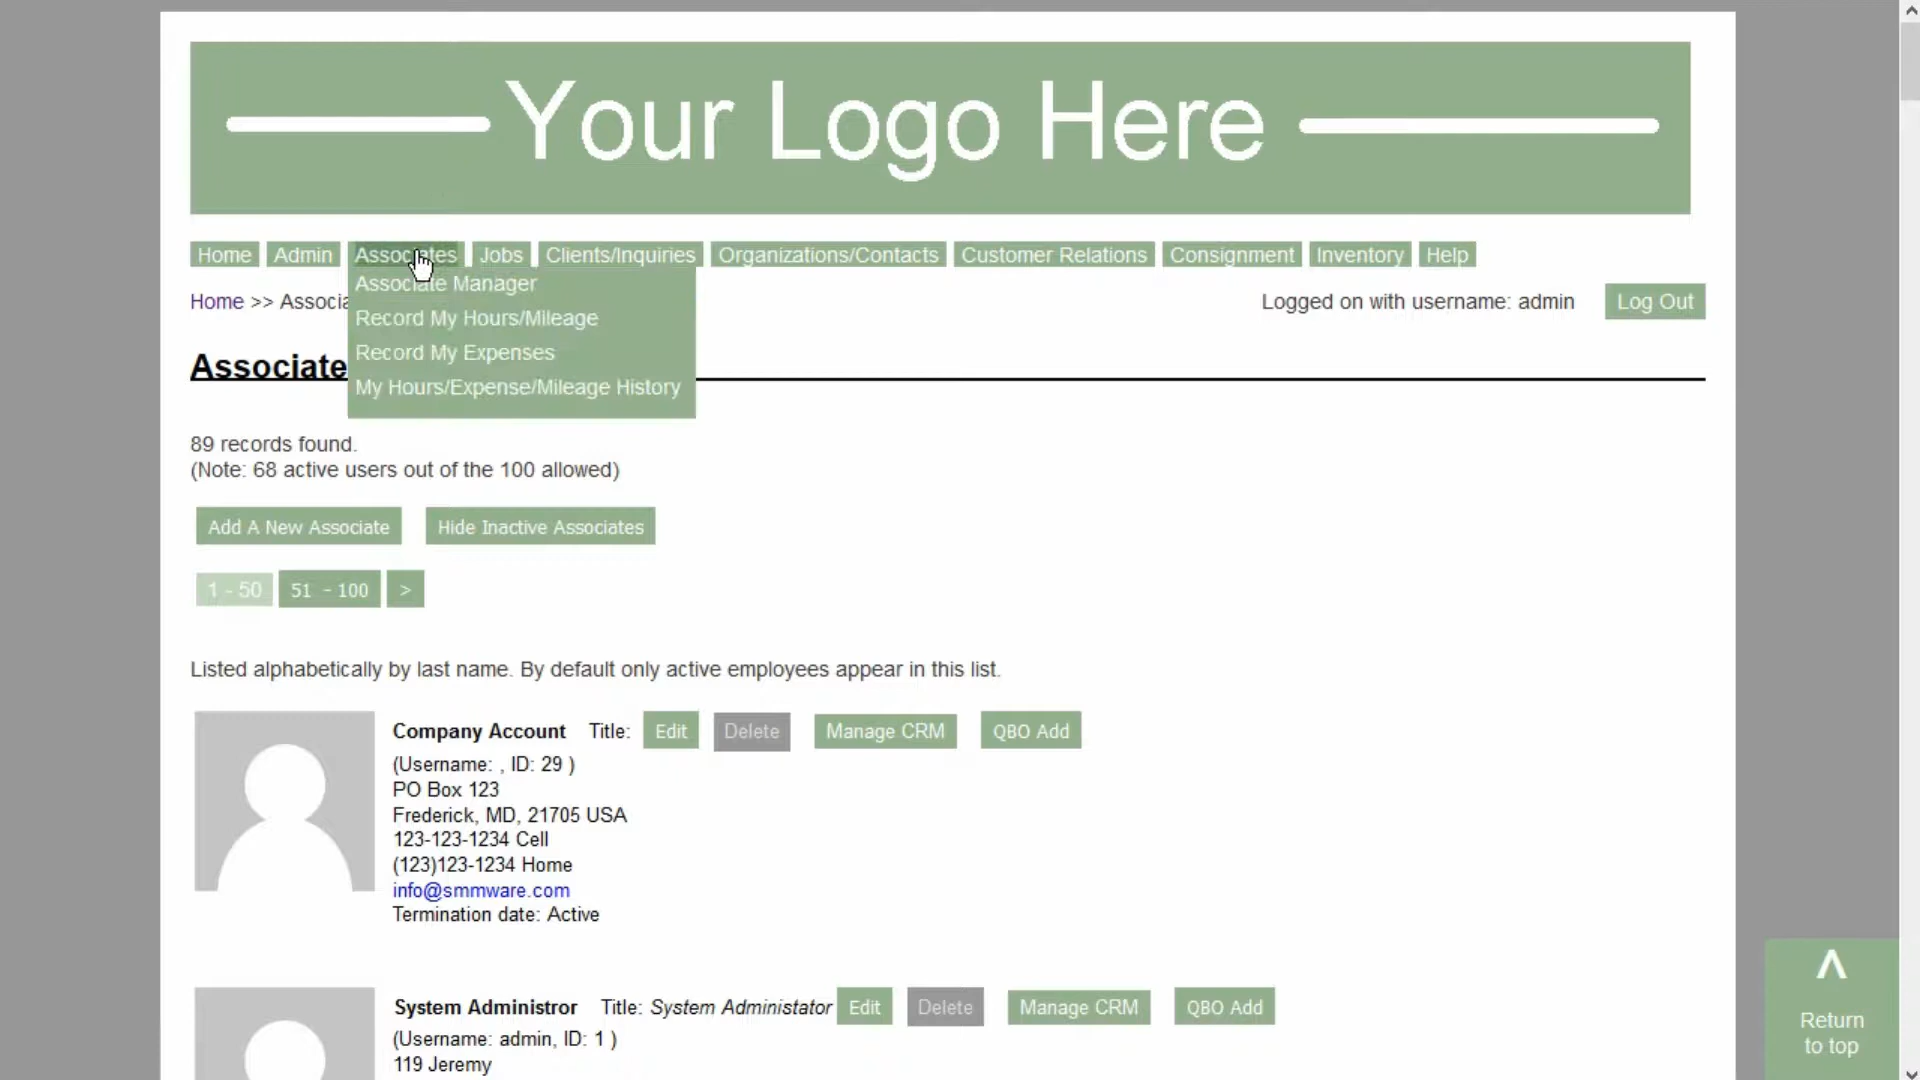 Your Logo Here
Home Admin Associates Jobs Clients/Inquiries Organizations/Contacts Customer Relations Consignment Inventory Help
Associate Manager
Record My Hours/Mileage
Record My Expenses
My Hours/Expense/Mileage History
Home >> Associa
Logged on with username: admin Log Out
Associate
89 records found.
(Note: 68 active users out of the 100 allowed)
Add A New Associate Hide Inactive Associates
1 - 50 51 - 100 >
Listed alphabetically by last name. By default only active employees appear in this list.
Company Account Title: Edit Delete Manage CRM QBO Add
(Username: , ID: 29 )
PO Box 123
Frederick, MD, 21705 USA
123-123-1234 Cell
(123)123-1234 Home
info@smmware.com
Termination date: Active
System Administror Title: System Administator Edit Delete Manage CRM QBO Add
(Username: admin, ID: 1 )
119 Jeremy
^
Return
to top